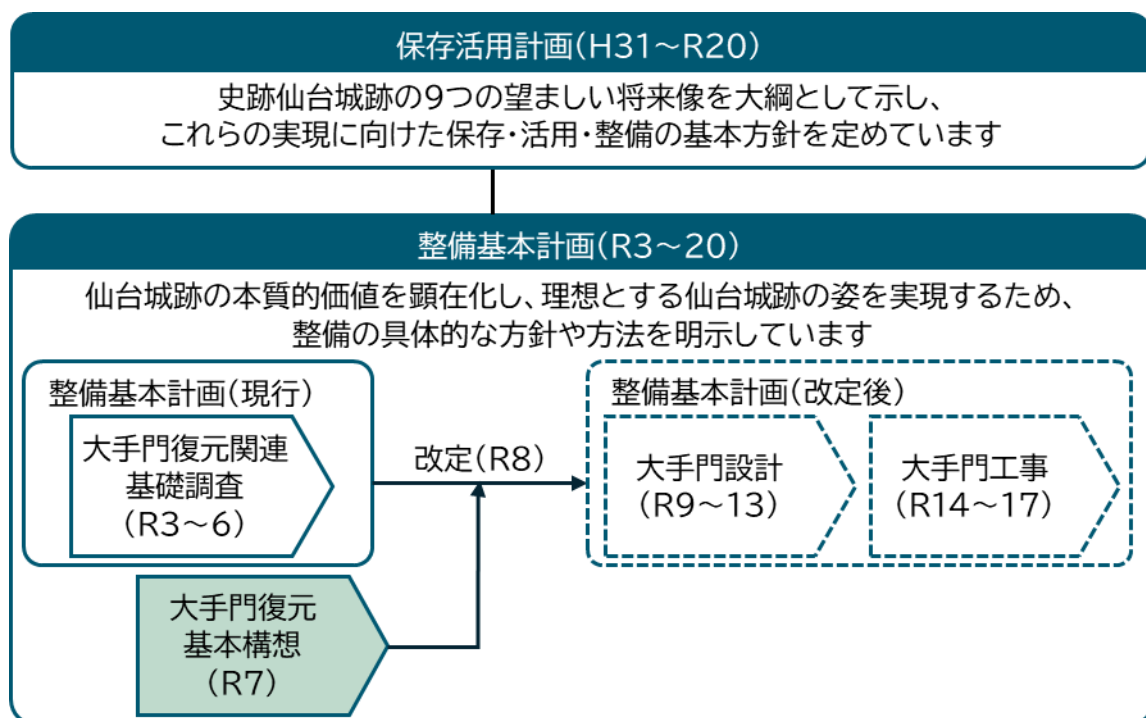 保存活用計画(H31～R20)
史跡仙台城跡の9つの望ましい将来像を大綱として示し、
これらの実現に向けた保存・活用・整備の基本方針を定めています
整備基本計画(R3～20)
仙台城跡の本質的価値を顕在化し、理想とする仙台城跡の姿を実現するため、
整備の具体的な方針や方法を明示しています
整備基本計画(現行)
大手門復元関連
基礎調査
(R3～6)
大手門復元
基本構想
(R7)
改定(R8)
整備基本計画(改定後)
大手門設計
(R9～13)
大手門工事
(R14～17)